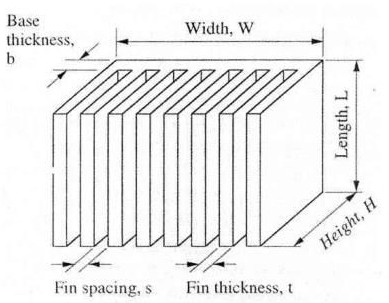 Base
thickness,
b
Width, W
Length, L
Height, H
Fin spacing, s
Fin thickness, t